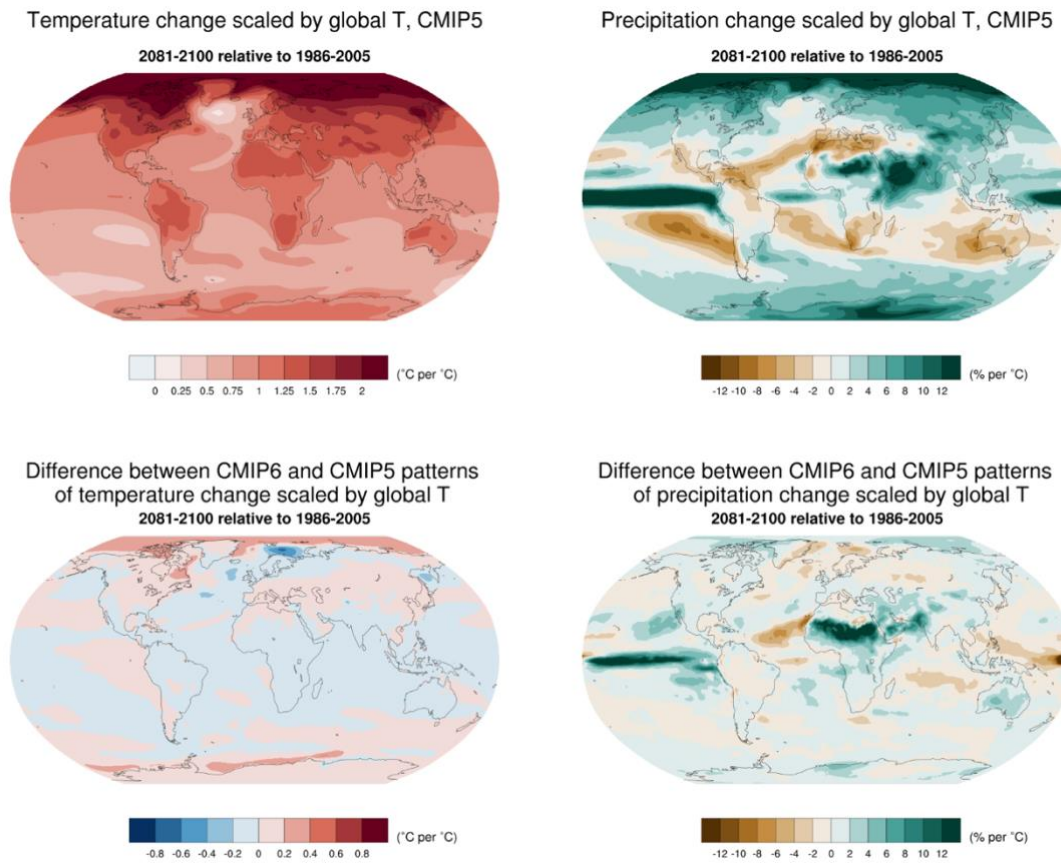 Temperature change scaled by global T, CMIP5
2081-2100 relative to 1986-2005
0 0.25 0.5 0.75 1 1.25 1.5 1.75 2
(˚C per ˚C)
Precipitation change scaled by global T, CMIP5
2081-2100 relative to 1986-2005
-12 -10 -8 -6 -4 -2 0 2 4 6 8 10 12
(% per ˚C)
Difference between CMIP6 and CMIP5 patterns
of temperature change scaled by global T
2081-2100 relative to 1986-2005
-0.8 -0.6 -0.4 -0.2 0 0.2 0.4 0.6 0.8
(˚C per ˚C)
Difference between CMIP6 and CMIP5 patterns
of precipitation change scaled by global T
2081-2100 relative to 1986-2005
-12 -10 -8 -6 -4 -2 0 2 4 6 8 10 12
(% per ˚C)